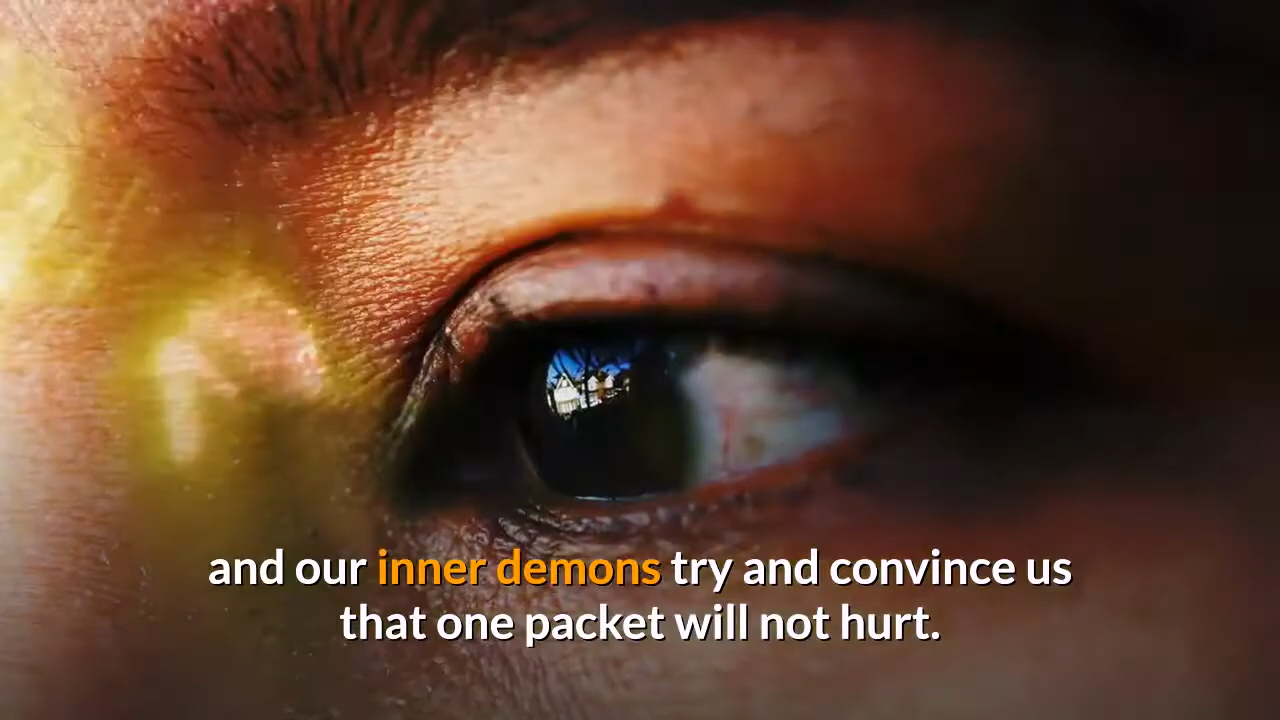 and our inner demons try and convince us
that one packet will not hurt.